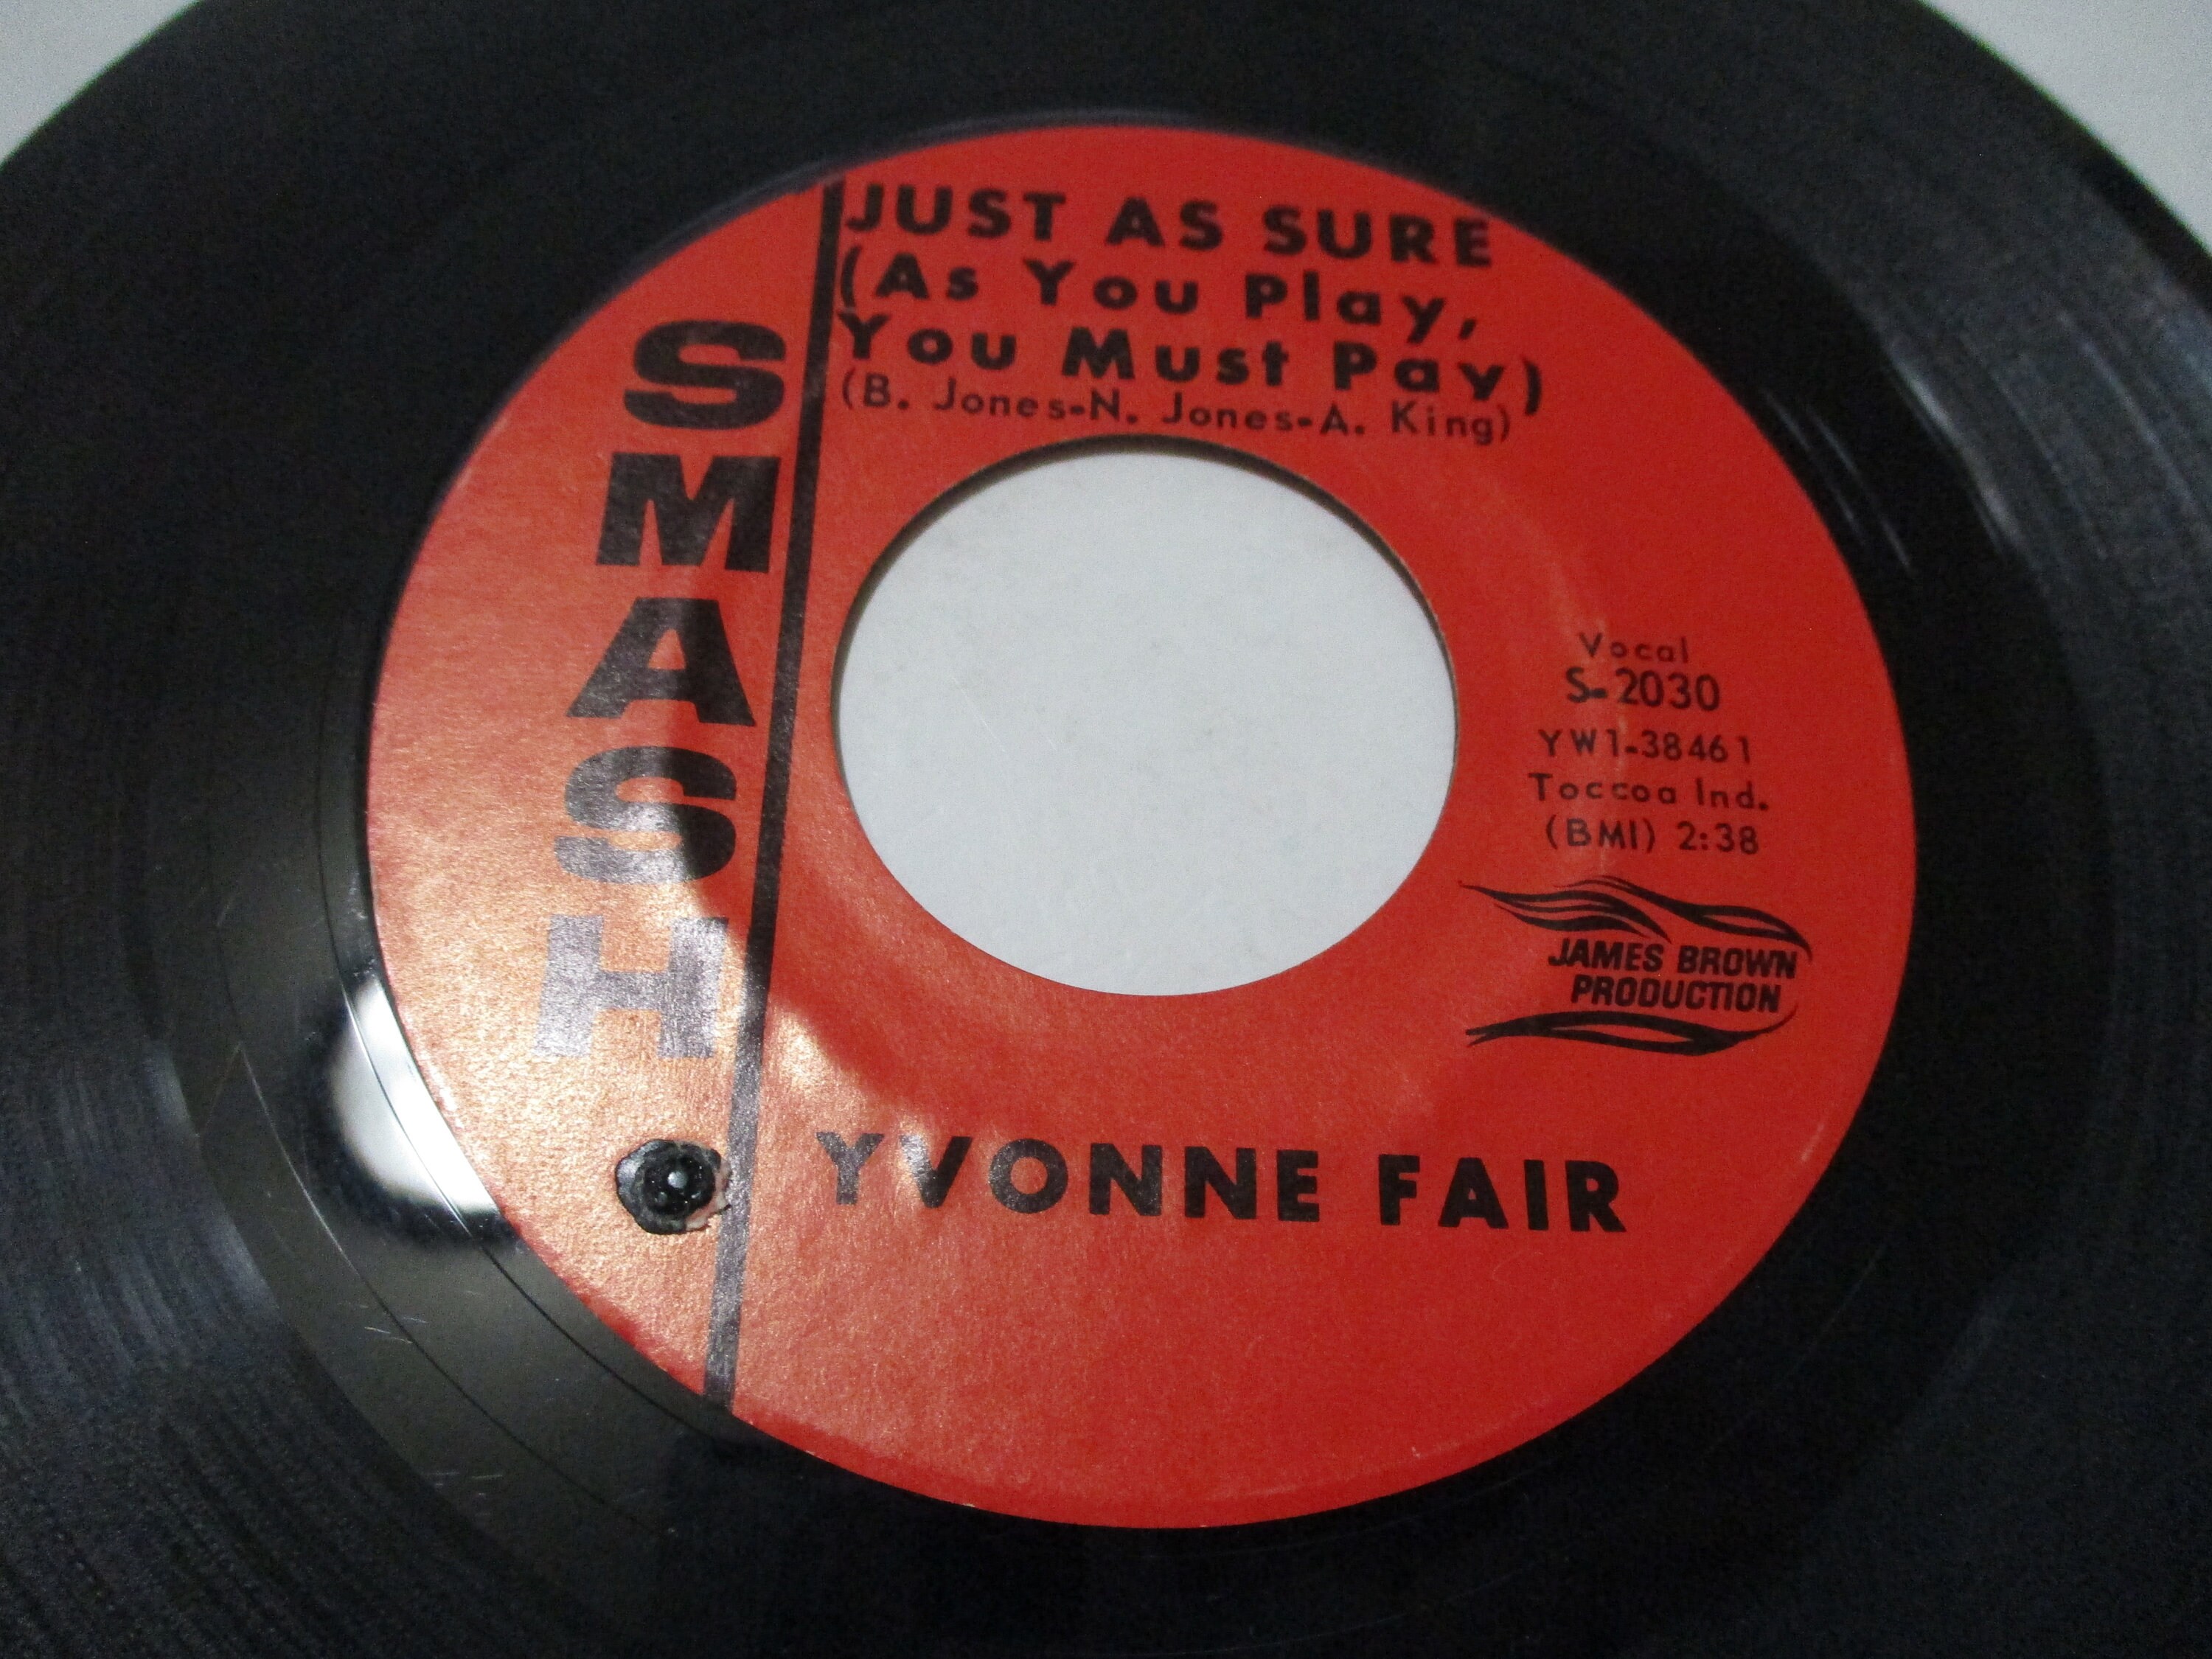 SMASH
JUST AS SURE
(As You Play,
You Must Pay)
(B. Jones-N. Jones-A. King)
Vocal
S-2030
YW1-38461
Toccoa Ind.
(BMI) 2:38
JAMES BROWN
PRODUCTION
YVONNE FAIR